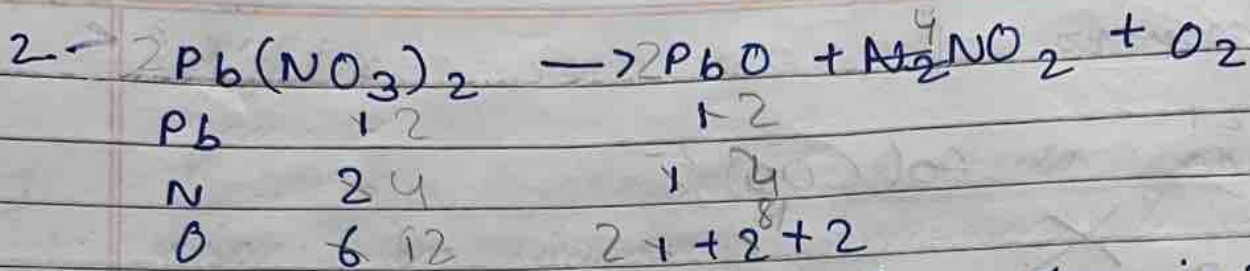 2- 2Pb(NO3)2 —> 2PbO + 4NO2 + O2
Pb 1 2 1 2
N 2 4 1 4
O 6 12 2 1 + 2 8 + 2